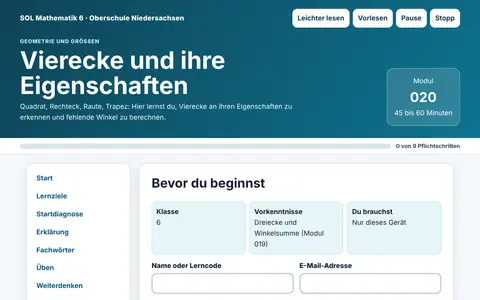 SOL Mathematik 6 · Oberschule Niedersachsen
Leichter lesen
Vorlesen
Pause
Stopp
GEOMETRIE UND GRÖSSEN
Vierecke und ihre
Eigenschaften
Quadrat, Rechteck, Raute, Trapez: Hier lernst du, Vierecke an ihren Eigenschaften zu
erkennen und fehlende Winkel zu berechnen.
Modul
020
45 bis 60 Minuten
0 von 9 Pflichtschritten
Start
Lernziele
Startdiagnose
Erklärung
Fachwörter
Üben
Weiterdenken
Bevor du beginnst
Klasse
6
Vorkenntnisse
Dreiecke und
Winkelsumme (Modul
019)
Du brauchst
Nur dieses Gerät
Name oder Lerncode
E-Mail-Adresse